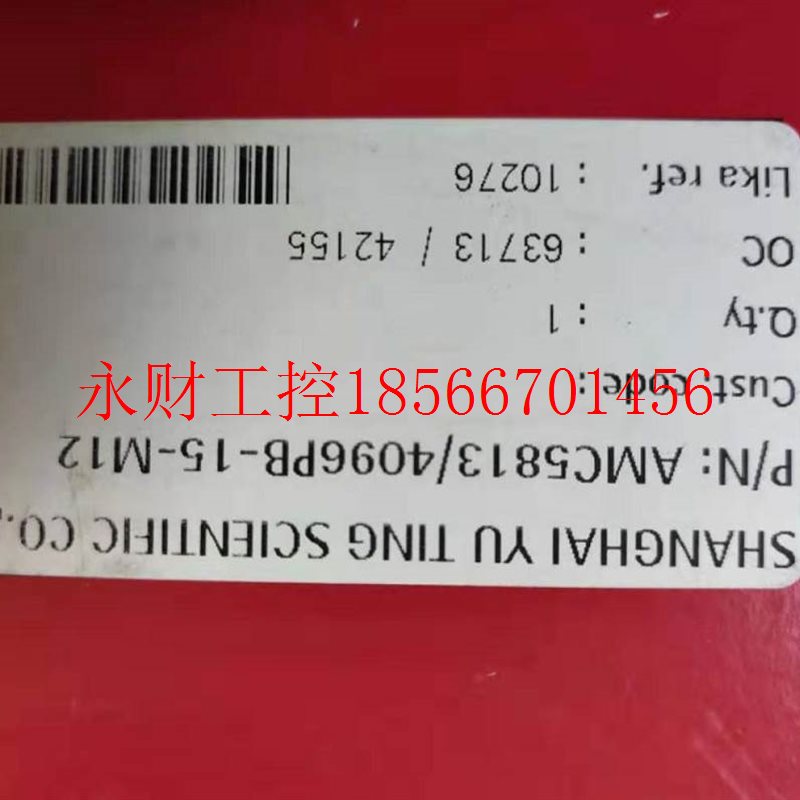 SHANGHAI YU TING SCIENTIFIC CO.,
P/N: AMC5813/4096PB-15-M12
Cust.code:
Q.ty : 1
OC : 63713 / 42155
Lika ref. : 10276
永财工控18566701456